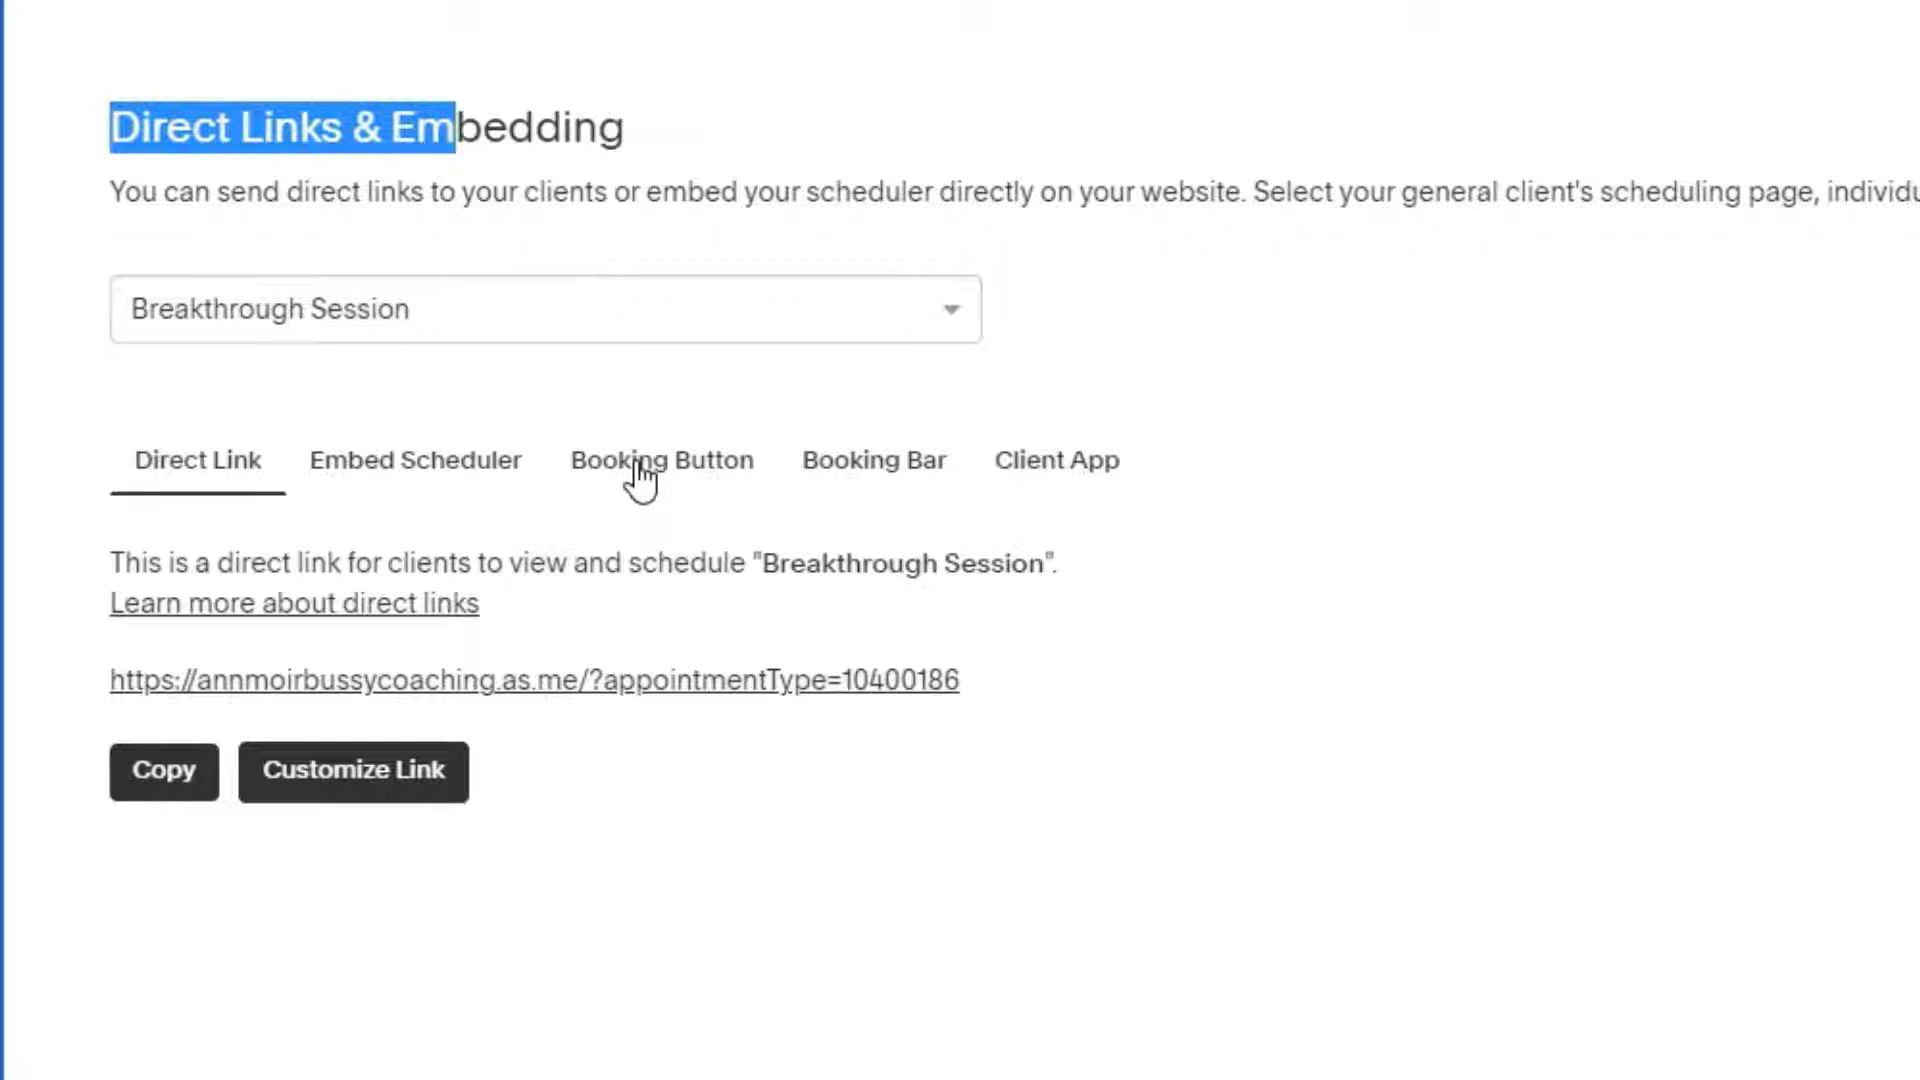 Direct Links & Embedding
You can send direct links to your clients or embed your scheduler directly on your website. Select your general client's scheduling page, individu
Breakthrough Session
Direct Link Embed Scheduler Booking Button Booking Bar Client App
This is a direct link for clients to view and schedule "Breakthrough Session".
Learn more about direct links
https://annmoirbussycoaching.as.me/?appointmentType=10400186
Copy Customize Link